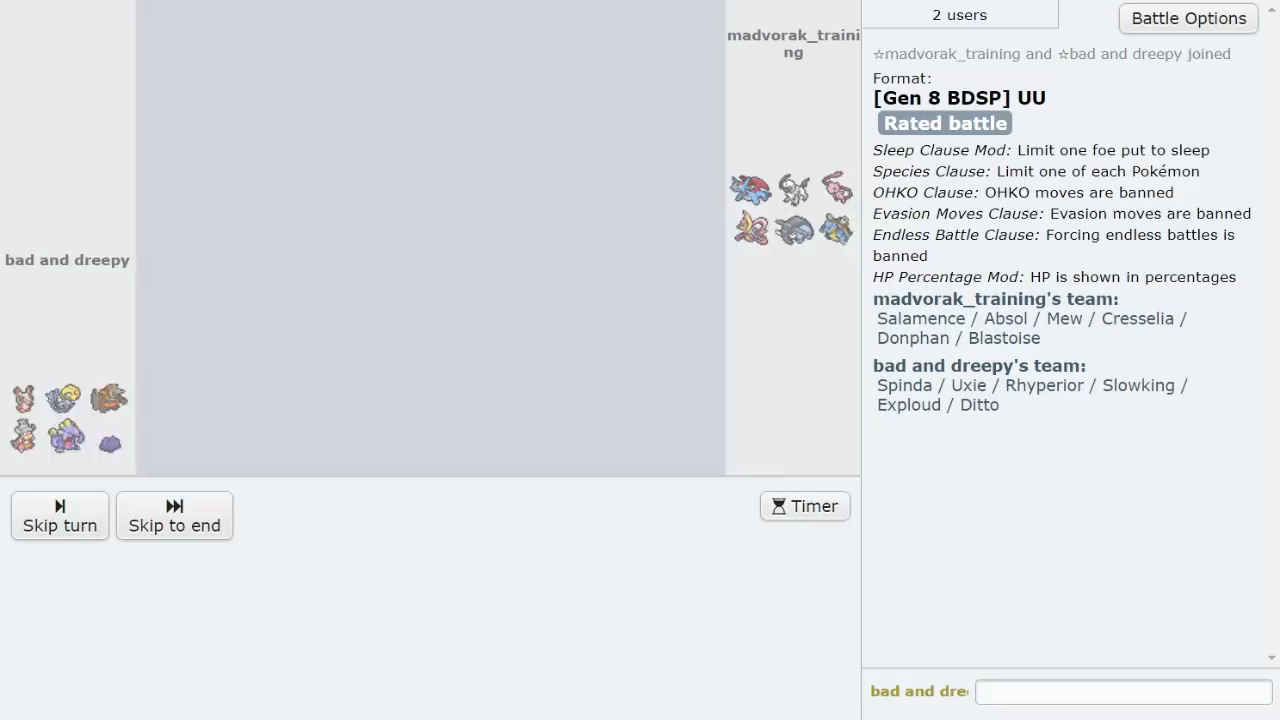 2 users
Battle Options
☆madvorak_training and ☆bad and dreepy joined
Format:
[Gen 8 BDSP] UU
Rated battle
Sleep Clause Mod: Limit one foe put to sleep
Species Clause: Limit one of each Pokémon
OHKO Clause: OHKO moves are banned
Evasion Moves Clause: Evasion moves are banned
Endless Battle Clause: Forcing endless battles is
banned
HP Percentage Mod: HP is shown in percentages
madvorak_training's team:
Salamence / Absol / Mew / Cresselia /
Donphan / Blastoise
bad and dreepy's team:
Spinda / Uxie / Rhyperior / Slowking /
Exploud / Ditto
madvorak_traini
ng
bad and dreepy
Skip turn
Skip to end
Timer
bad and dree